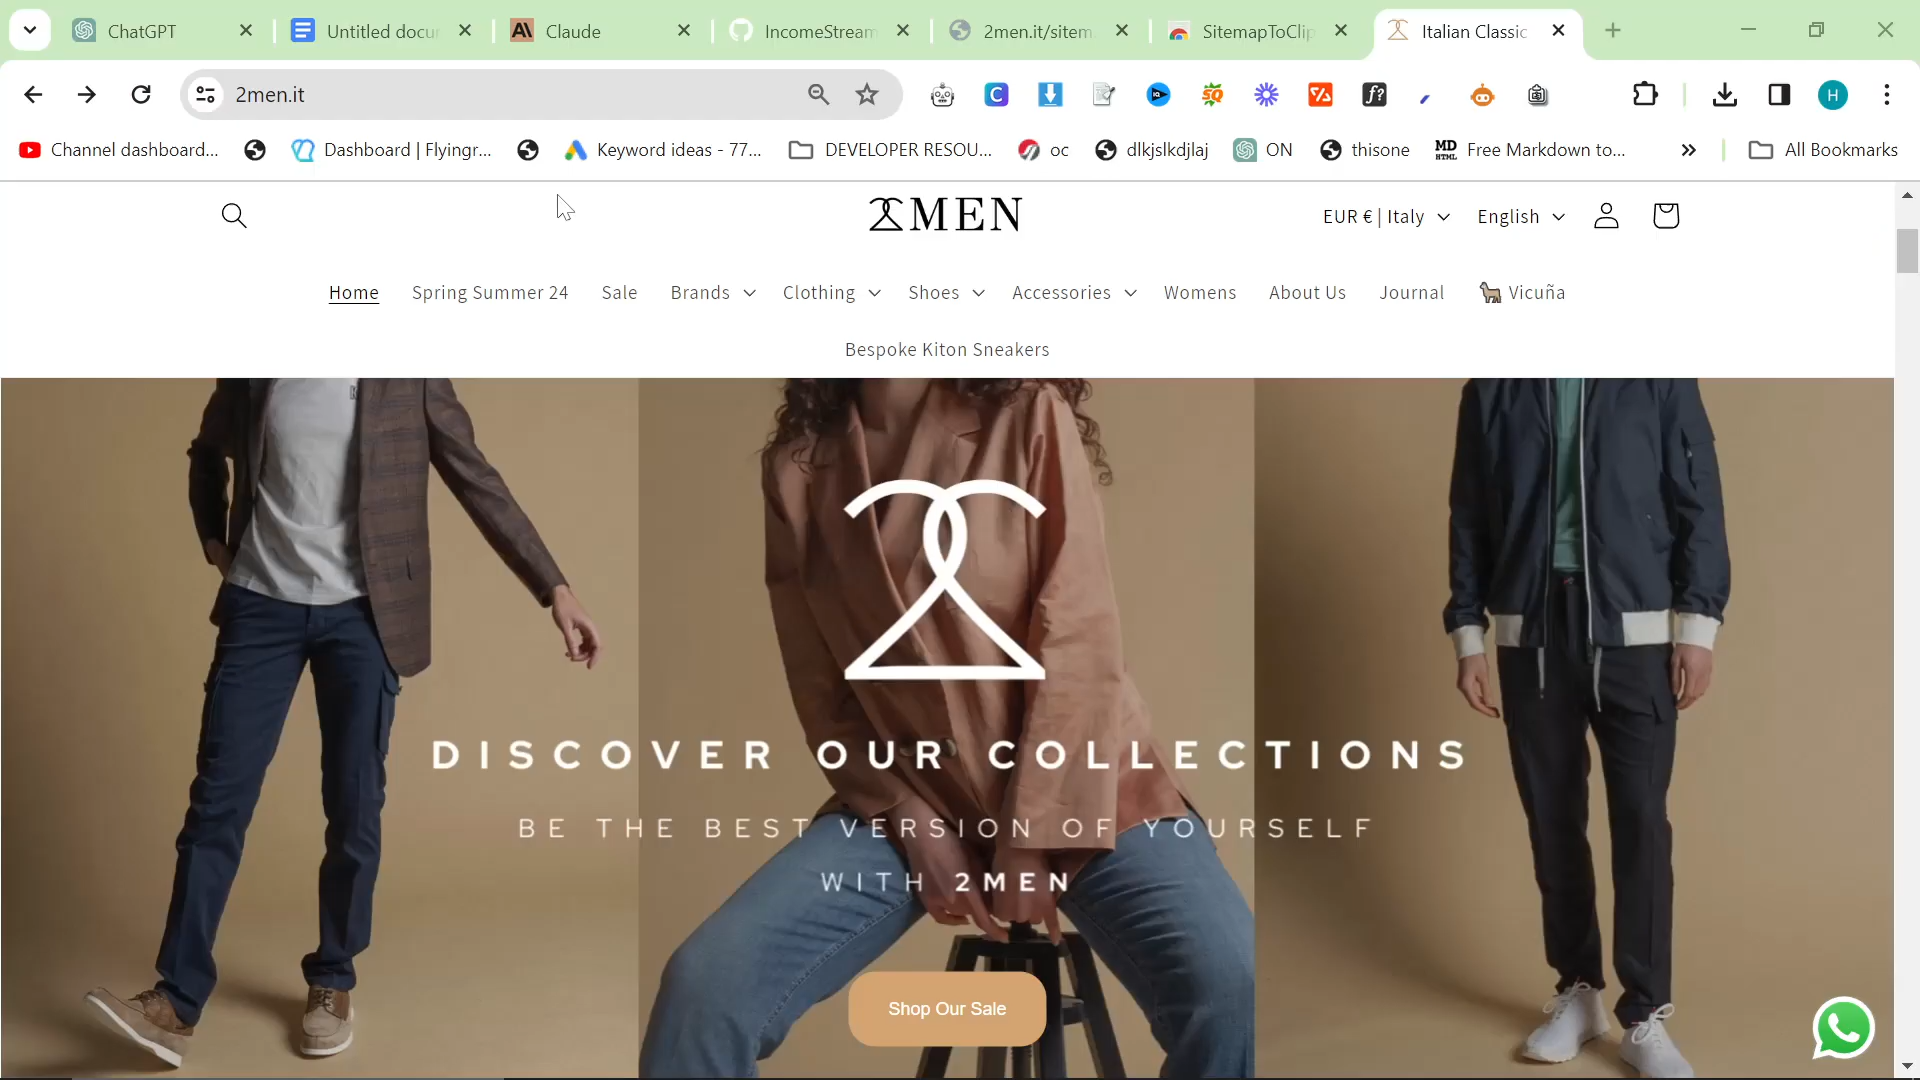 ChatGPT
Untitled docu
Claude
IncomeStream
2men.it/sitem
SitemapToClip
Italian Classic
2men.it
Channel dashboard...
Dashboard | Flyingr...
Keyword ideas - 77...
DEVELOPER RESOU...
oc
dlkjslkdjlaj
ON
thisone
MD HTML
Free Markdown to...
All Bookmarks
2MEN
EUR € | Italy
English
Home
Spring Summer 24
Sale
Brands
Clothing
Shoes
Accessories
Womens
About Us
Journal
Vicuña
Bespoke Kiton Sneakers
DISCOVER OUR COLLECTIONS
BE THE BEST VERSION OF YOURSELF
WITH 2MEN
Shop Our Sale